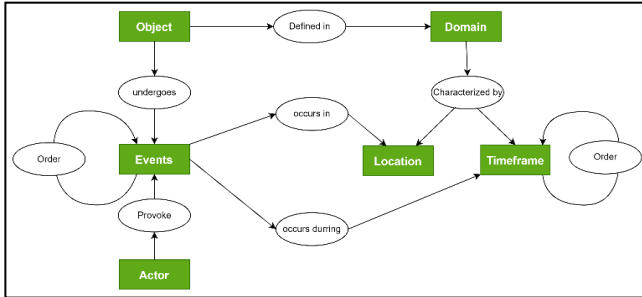 Object
Defined in
Domain
undergoes
Characterized by
occurs in
Order
Events
Location
Timeframe
Order
Provoke
occurs durring
Actor